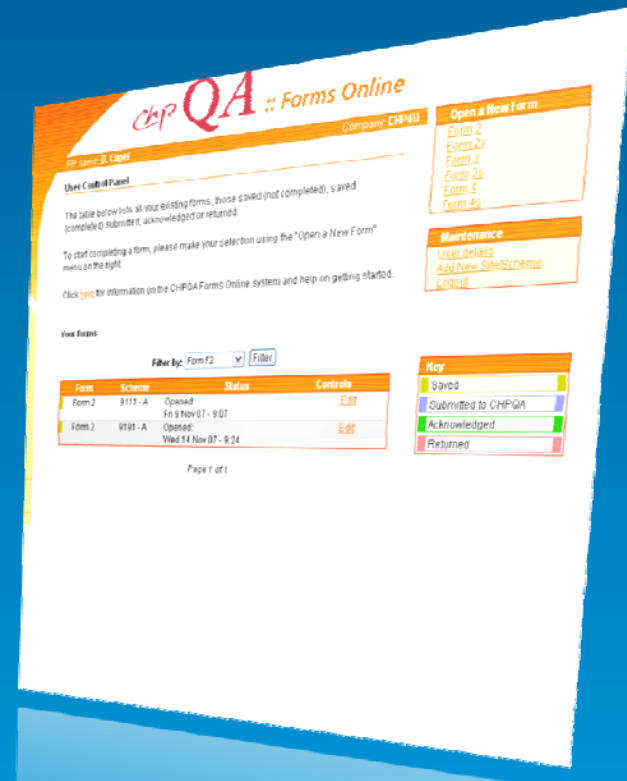 chp QA :: Forms Online
RP name: D. Capel
Company: CHP4U
User Control Panel
The table below lists all your existing forms; those saved (not completed), saved
(completed) submitted, acknowledged or returned.
To start completing a form, please make your selection using the "Open a New Form"
menu on the right.
Click here for information on the CHPQA Forms Online system and help on getting started.
Your forms
Filter by: Form F2 Filter
Form Scheme Status Controls
Form 2 9111 - A Opened: Edit
Fri 9 Nov 07 - 9:07
Form 2 9191 - A Opened: Edit
Wed 14 Nov 07 - 9:24
Page 1 of 1
Open a New Form
Form 2
Form 2s
Form 3
Form 3s
Form 4
Form 4s
Maintenance
User details
Add New Site/Scheme
Logout
Key
Saved
Submitted to CHPQA
Acknowledged
Returned